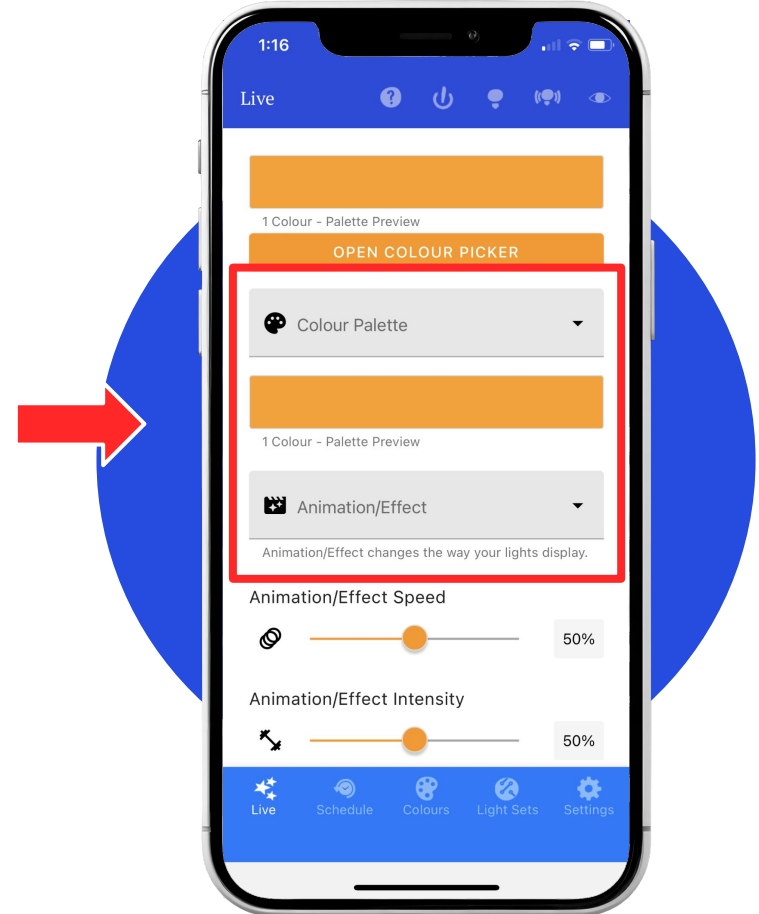 1:16
Live
1 Colour - Palette Preview
OPEN COLOUR PICKER
Colour Palette
1 Colour - Palette Preview
Animation/Effect
Animation/Effect changes the way your lights display.
Animation/Effect Speed
50%
Animation/Effect Intensity
50%
Live Schedule Colours Light Sets Settings